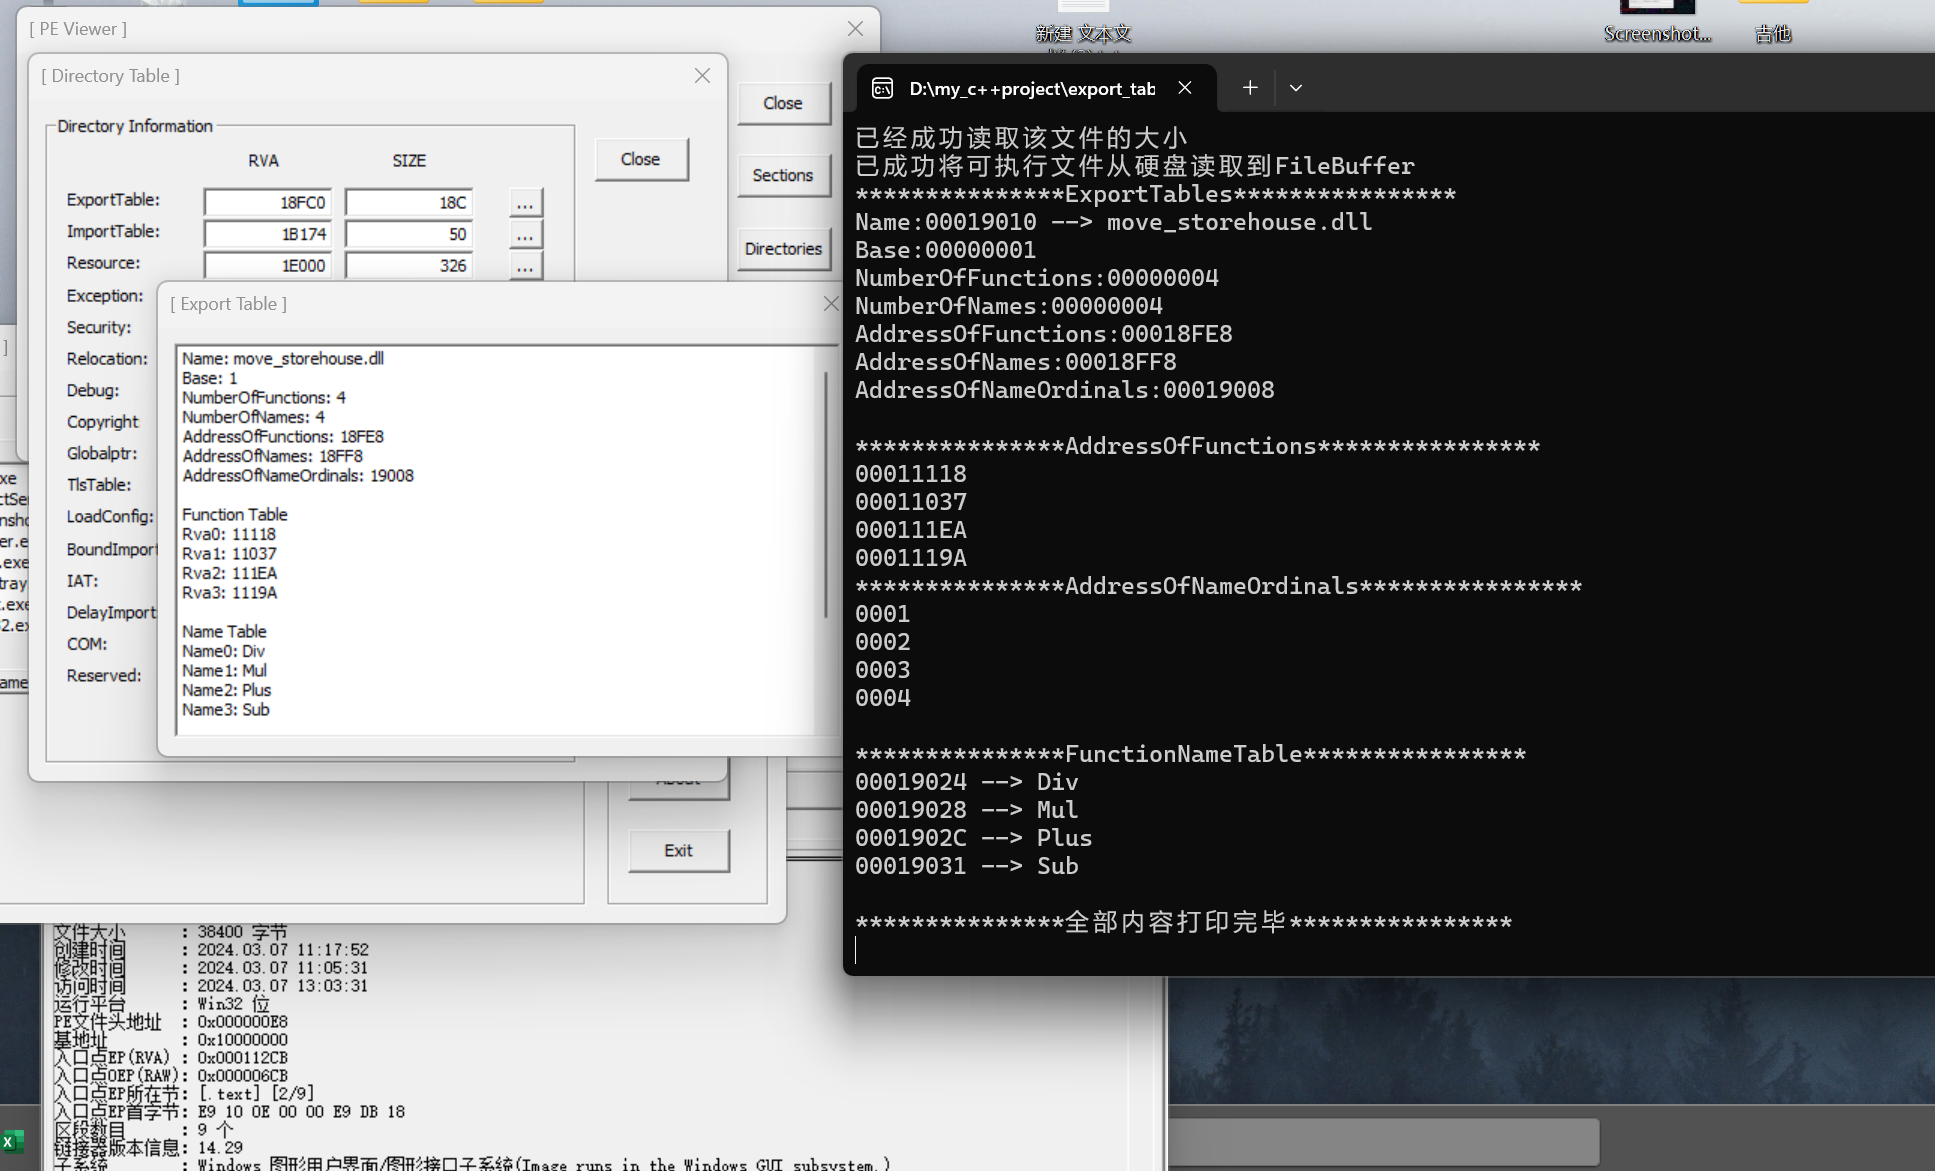 新建 文本文
Screenshot...
吉他
[ PE Viewer ]
Close
Sections
Directories
[ Directory Table ]
Directory Information
RVA
SIZE
Close
ExportTable:
18FC0
18C
...
ImportTable:
1B174
50
...
Resource:
1E000
326
...
Exception:
Security:
Relocation:
Debug:
Copyright
Globalptr:
TlsTable:
LoadConfig:
BoundImport
IAT:
DelayImport
COM:
Reserved:
[ Export Table ]
Name: move_storehouse.dll
Base: 1
NumberOfFunctions: 4
NumberOfNames: 4
AddressOfFunctions: 18FE8
AddressOfNames: 18FF8
AddressOfNameOrdinals: 19008
Function Table
Rva0: 11118
Rva1: 11037
Rva2: 111EA
Rva3: 1119A
Name Table
Name0: Div
Name1: Mul
Name2: Plus
Name3: Sub
About
Exit
文件大小 : 38400 字节
创建时间 : 2024.03.07 11:17:52
修改时间 : 2024.03.07 11:05:31
访问时间 : 2024.03.07 13:03:31
运行平台 : Win32 位
PE文件头地址 : 0x000000E8
基地址 : 0x10000000
入口点EP(RVA) : 0x000112CB
入口点OEP(RAW): 0x000006CB
入口点EP所在节: [.text] [2/9]
入口点EP首字节: E9 10 0E 00 00 E9 DB 18
区段数目 : 9 个
链接器版本信息: 14.29
子系统 : Windows 图形用户界面/图形接口子系统(Image runs in the Windows GUI subsystem.)
D:\my_c++project\export_tab
已经成功读取该文件的大小
已成功将可执行文件从硬盘读取到FileBuffer
***************ExportTables****************
Name:00019010 --> move_storehouse.dll
Base:00000001
NumberOfFunctions:00000004
NumberOfNames:00000004
AddressOfFunctions:00018FE8
AddressOfNames:00018FF8
AddressOfNameOrdinals:00019008
***************AddressOfFunctions****************
00011118
00011037
000111EA
0001119A
***************AddressOfNameOrdinals****************
0001
0002
0003
0004
***************FunctionNameTable****************
00019024 --> Div
00019028 --> Mul
0001902C --> Plus
00019031 --> Sub
***************全部内容打印完毕****************